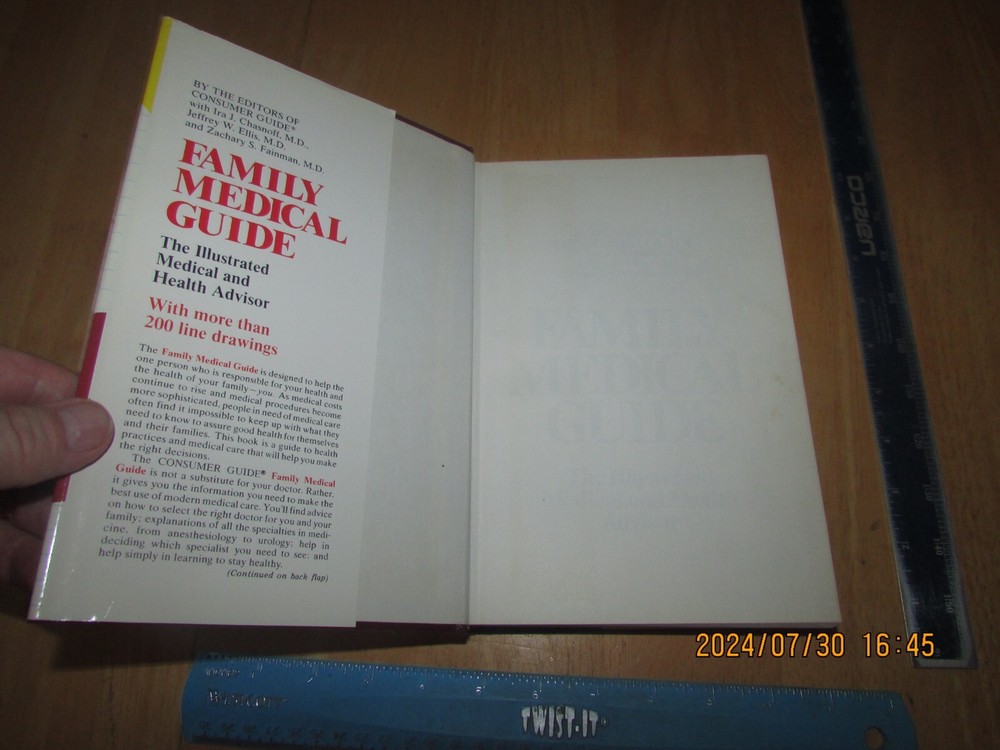 BY THE EDITORS OF
CONSUMER GUIDE®
with Ira J. Chasnoff, M.D.,
Jeffrey W. Ellis, M.D.
and Zachary S. Fainman, M.D.
FAMILY
MEDICAL
GUIDE
The Illustrated
Medical and
Health Advisor
With more than
200 line drawings
The Family Medical Guide is designed to help the
one person who is responsible for your health and
the health of your family—you. As medical costs
continue to rise and medical procedures become
more sophisticated, people in need of medical care
often find it impossible to keep up with what they
need to know to assure good health for themselves
and their families. This book is a guide to health
practices and medical care that will help you make
the right decisions.
The CONSUMER GUIDE® Family Medical
Guide is not a substitute for your doctor. Rather,
it gives you the information you need to make the
best use of modern medical care. You'll find advice
on how to select the right doctor for you and your
family; explanations of all the specialties in medi-
cine, from anesthesiology to urology; help in
deciding which specialist you need to see; and
help simply in learning to stay healthy.
(Continued on back flap)
2024/07/30 16:45
WESTCOTT
TWIST-IT